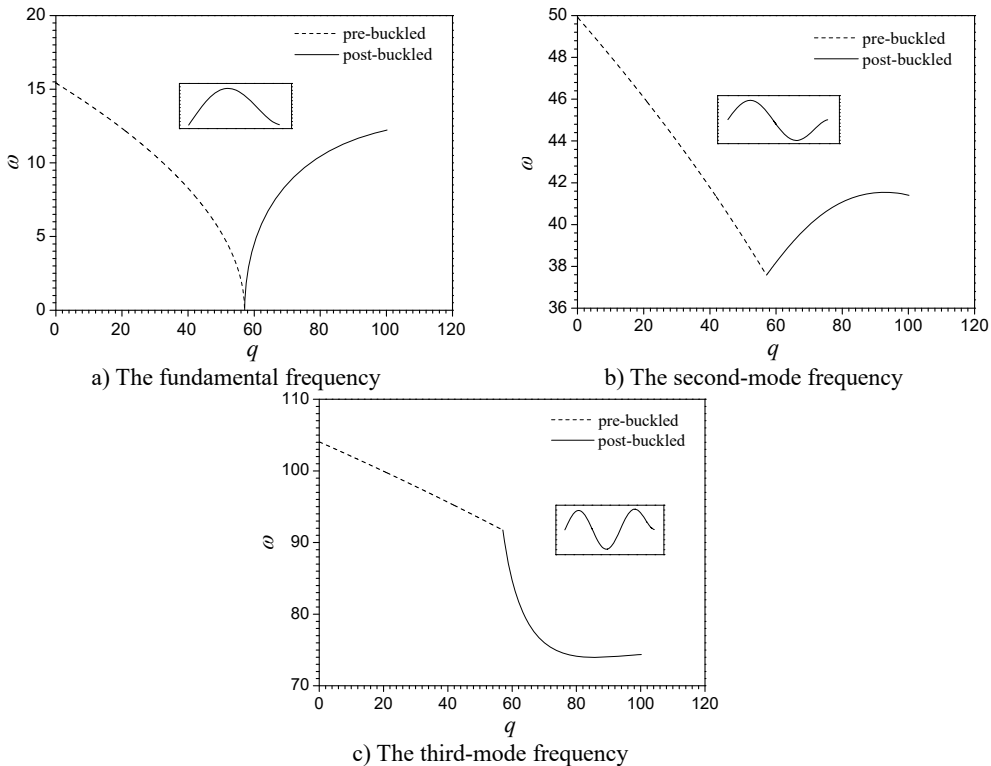 20
15
10
5
0
ω
pre-buckled
post-buckled
0 20 40 60 80 100 120
q
a) The fundamental frequency
50
48
46
44
42
40
38
36
ω
pre-buckled
post-buckled
0 20 40 60 80 100 120
q
b) The second-mode frequency
110
100
90
80
70
ω
pre-buckled
post-buckled
0 20 40 60 80 100 120
q
c) The third-mode frequency